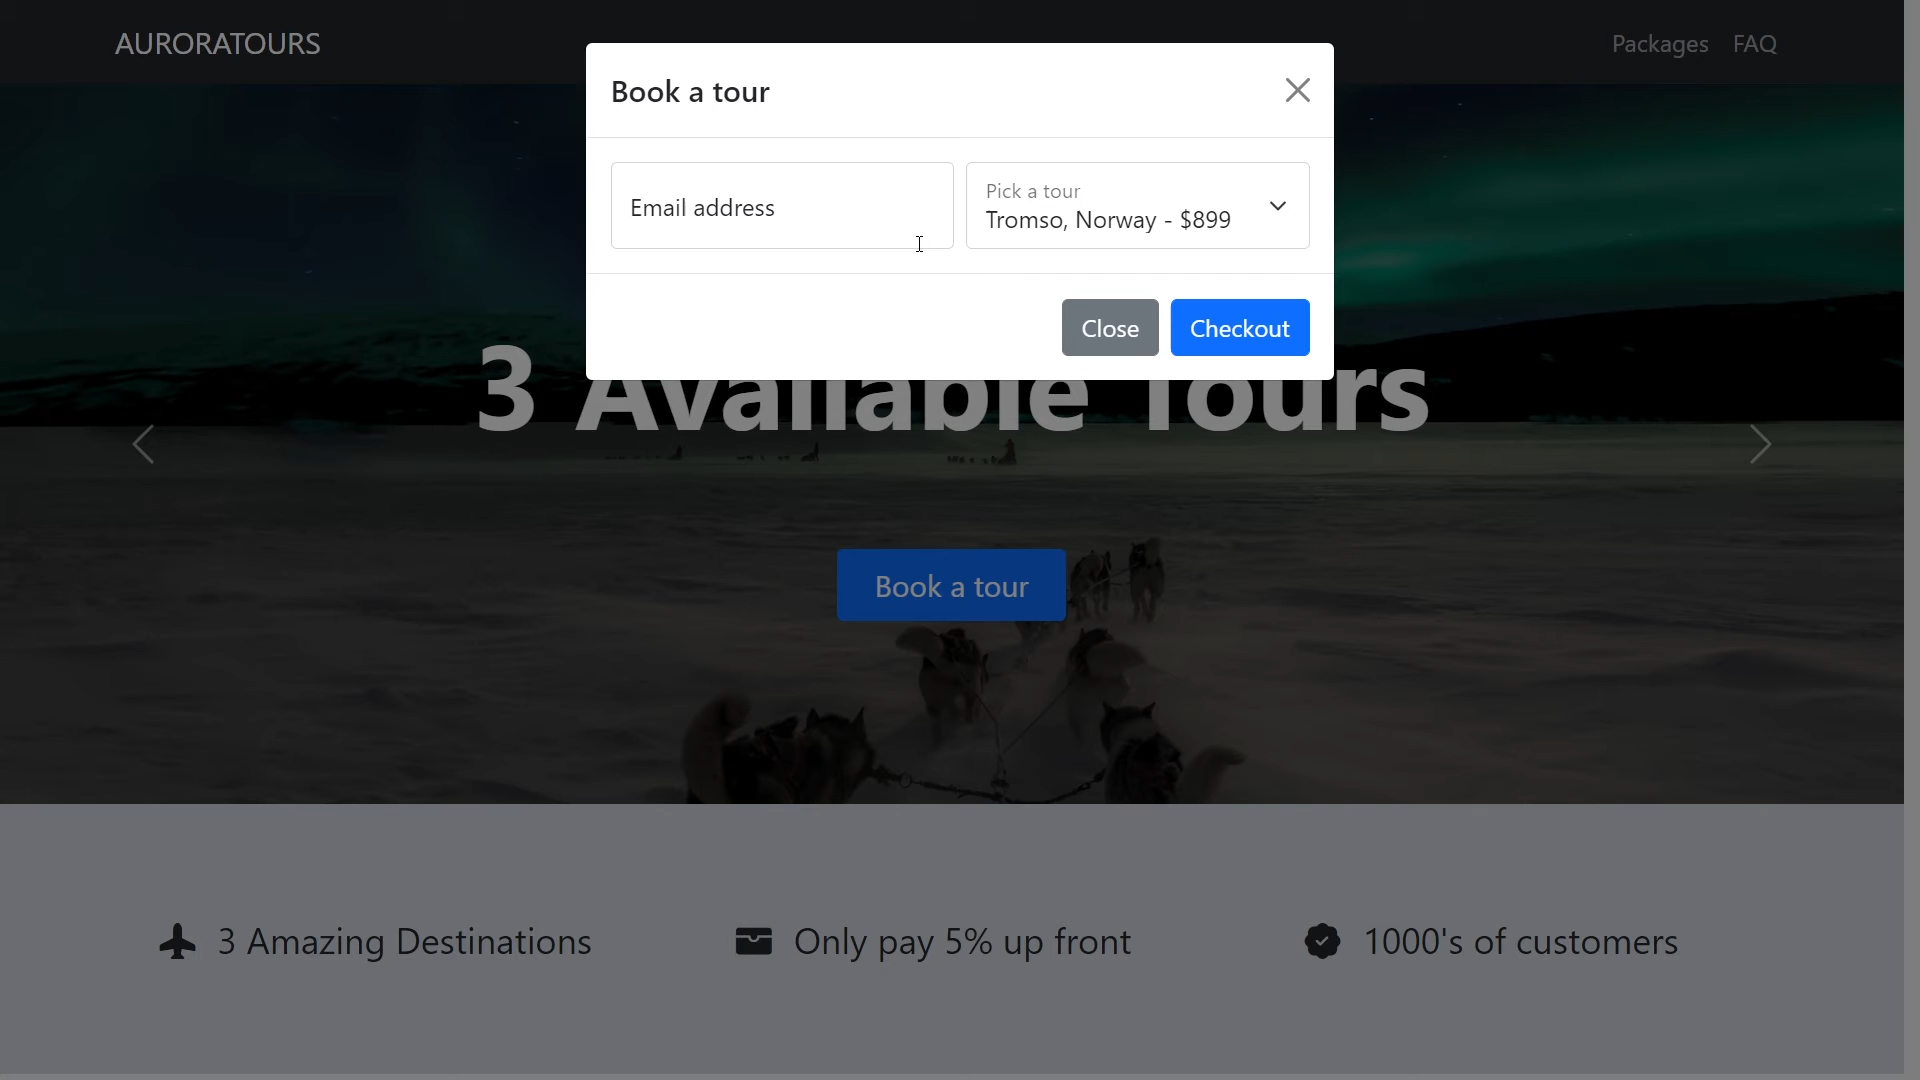 AURORATOURS
Packages FAQ
Book a tour
Email address
Pick a tour
Tromso, Norway - $899
Close Checkout
3 Available Tours
Book a tour
3 Amazing Destinations
Only pay 5% up front
1000's of customers